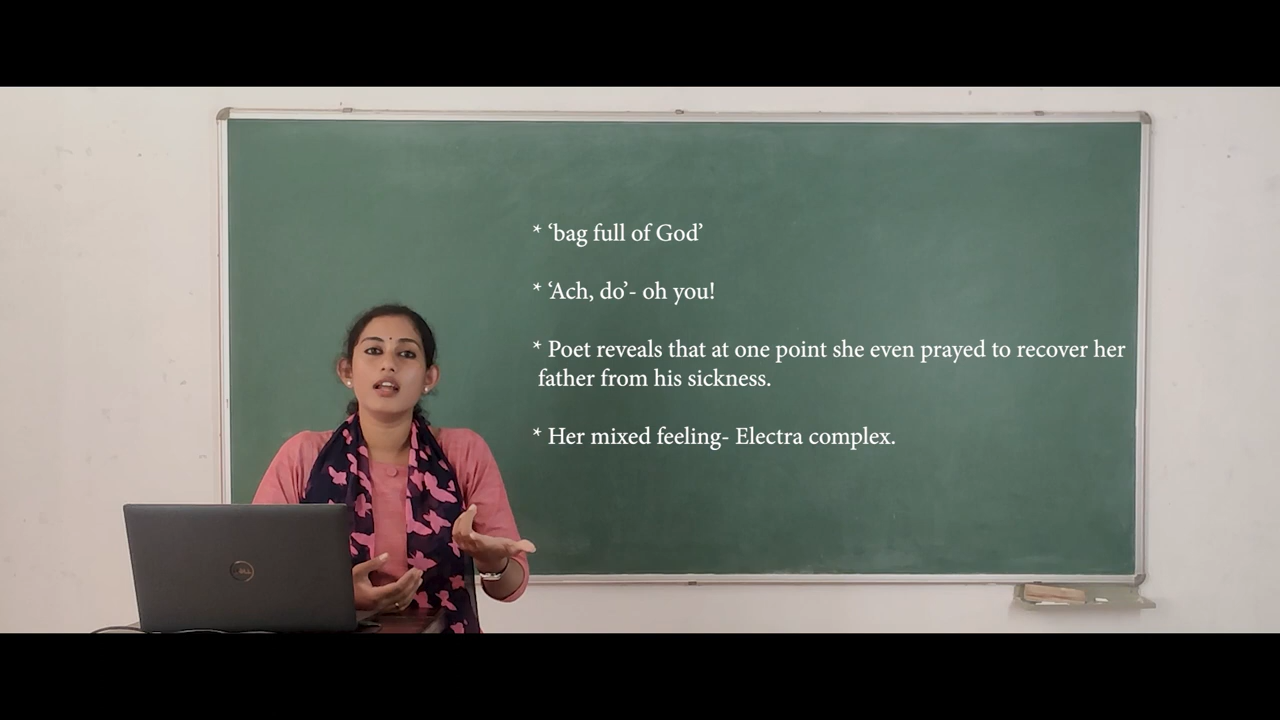 * ‘bag full of God’
* ‘Ach, do’- oh you!
* Poet reveals that at one point she even prayed to recover her
father from his sickness.
* Her mixed feeling- Electra complex.
DELL